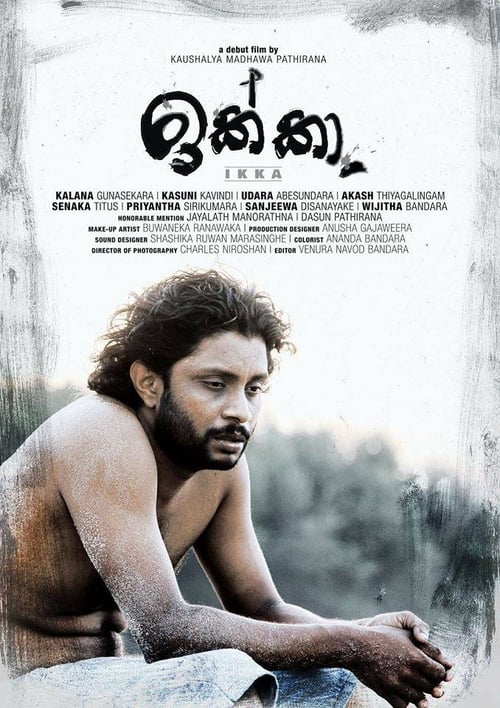 a debut film by
KAUSHALYA MADHAWA PATHIRANA
ඉක්කා
IKKA
KALANA GUNASEKARA | KASUNI KAVINDI | UDARA ABESUNDARA | AKASH THIYAGALINGAM
SENAKA TITUS | PRIYANTHA SIRIKUMARA | SANJEEWA DISANAYAKE | WIJITHA BANDARA
HONORABLE MENTION JAYALATH MANORATHNA | DASUN PATHIRANA
MAKE-UP ARTIST BUWANEKA RANAWAKA | PRODUCTION DESIGNER ANUSHA GAJAWEERA
SOUND DESIGNER SHASHIKA RUWAN MARASINGHE | COLORIST ANANDA BANDARA
DIRECTOR OF PHOTOGRAPHY CHARLES NIROSHAN | EDITOR VENURA NAVOD BANDARA